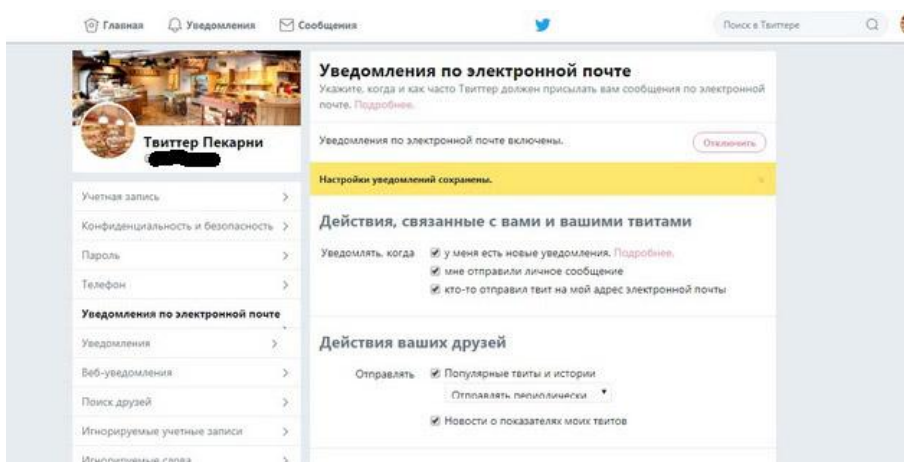 Главная Уведомления Сообщения Поиск в Твиттере
Твиттер Пекарни
Учетная запись
Конфиденциальность и безопасность
Пароль
Телефон
Уведомления по электронной почте
Уведомления
Веб-уведомления
Поиск друзей
Игнорируемые учетные записи
Игнорируемые слова
Уведомления по электронной почте
Укажите, когда и как часто Твиттер должен присылать вам сообщения по электронной
почте. Подробнее.
Уведомления по электронной почте включены. Отключить
Настройки уведомлений сохранены.
Действия, связанные с вами и вашими твитами
Уведомлять, когда у меня есть новые уведомления. Подробнее.
мне отправили личное сообщение
кто-то отправил твит на мой адрес электронной почты
Действия ваших друзей
Отправлять Популярные твиты и истории
Отправлять периодически
Новости о показателях моих твитов